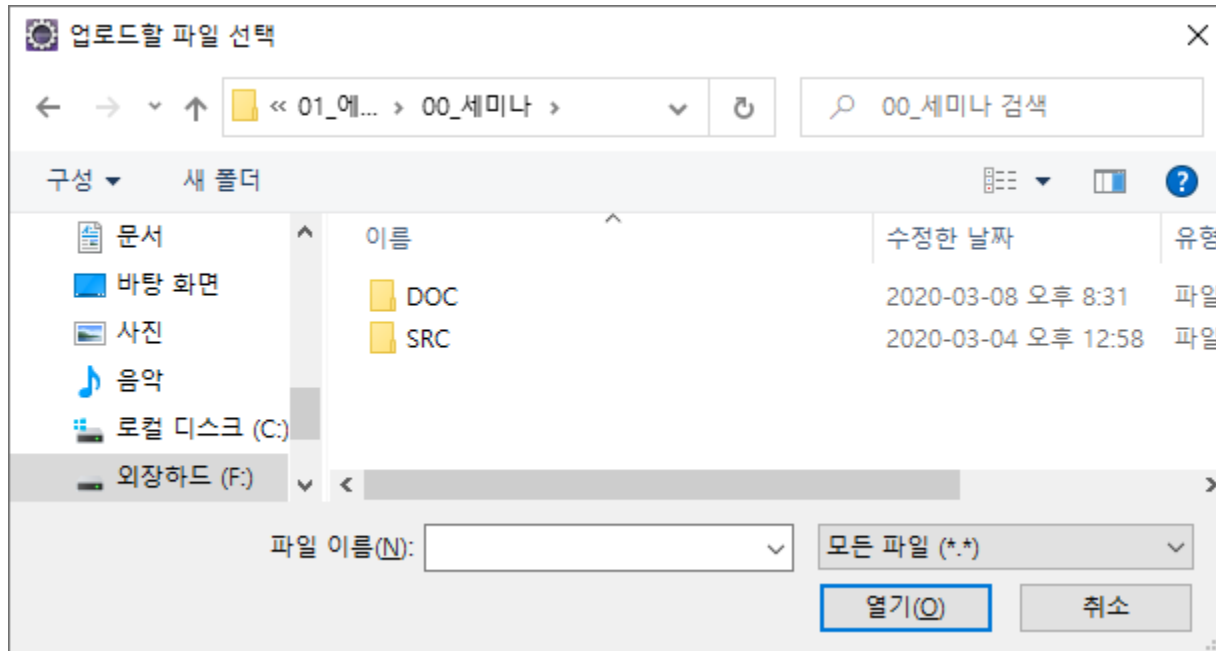 업로드할 파일 선택
« 01_에... › 00_세미나 ›
00_세미나 검색
구성
새 폴더
문서
바탕 화면
사진
음악
로컬 디스크 (C:)
외장하드 (F:)
이름 수정한 날짜 유형
DOC 2020-03-08 오후 8:31 파일
SRC 2020-03-04 오후 12:58 파일
파일 이름(N):
모든 파일 (*.*)
열기(O) 취소